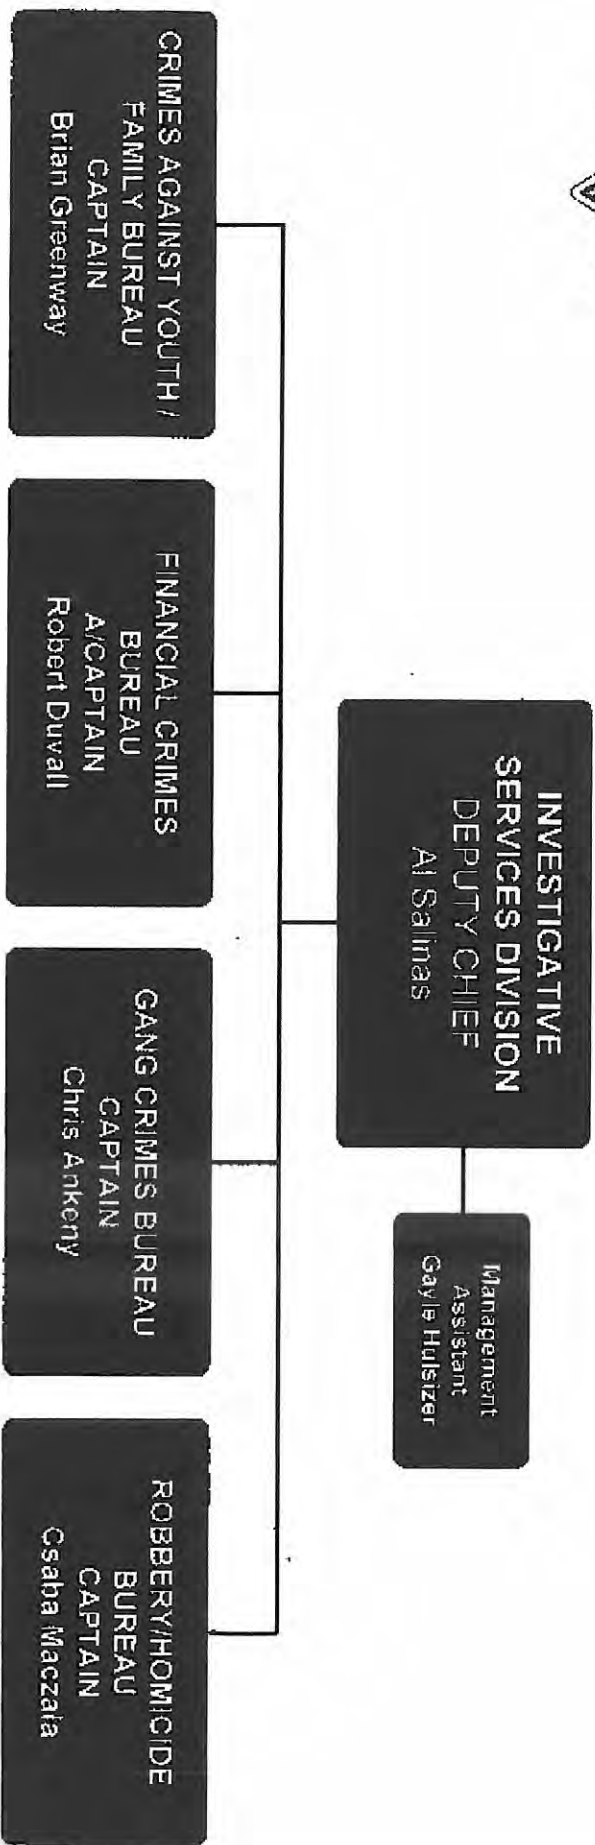 INVESTIGATIVE
SERVICES DIVISION
DEPUTY CHIEF
Al Salinas
Management
Assistant
Gayle Hulsizer
CRIMES AGAINST YOUTH /
FAMILY BUREAU
CAPTAIN
Brian Greenway
FINANCIAL CRIMES
BUREAU
A/CAPTAIN
Robert Duvall
GANG CRIMES BUREAU
CAPTAIN
Chris Ankeny
ROBBERY/HOMICIDE
BUREAU
CAPTAIN
Csaba Maczala